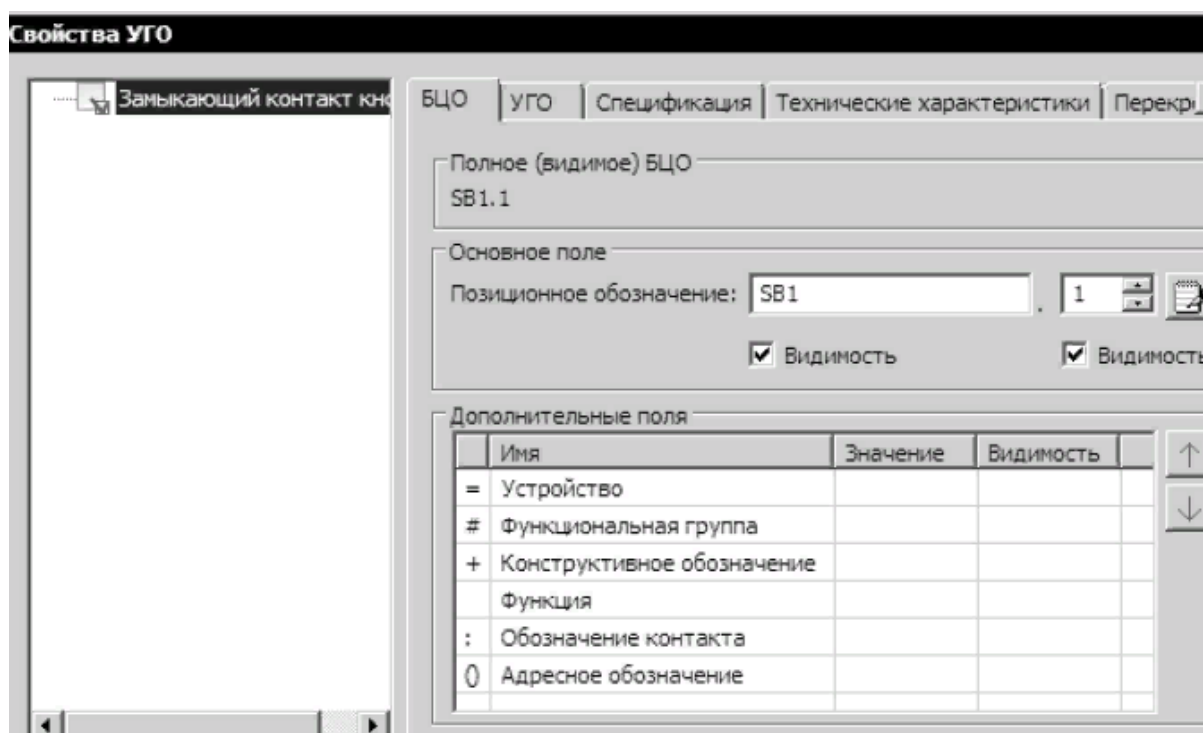 Свойства УГО
Замыкающий контакт
БЦО УГО Спецификация Технические характеристики
Полное (видимое) БЦО
SB1.1
Основное поле
Позиционное обозначение: SB1 . 1
Видимость Видимость
Дополнительные поля
Имя Значение Видимость
= Устройство
# Функциональная группа
+ Конструктивное обозначение
Функция
: Обозначение контакта
() Адресное обозначение